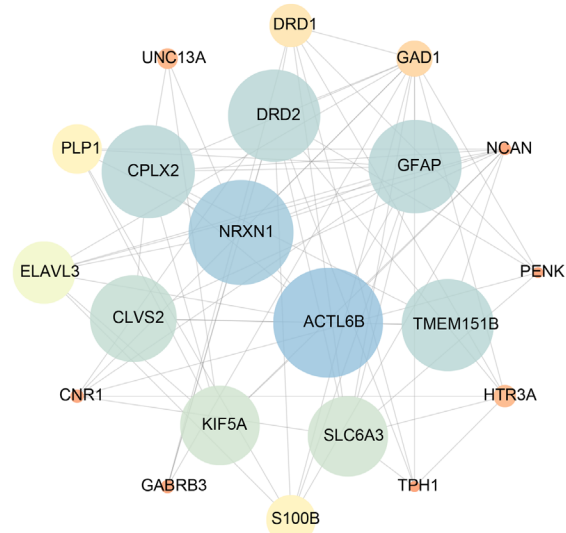 DRD1
UNC13A
GAD1
DRD2
PLP1
NCAN
CPLX2
GFAP
NRXN1
ELAVL3
PENK
CLVS2
ACTL6B
TMEM151B
CNR1
HTR3A
KIF5A
SLC6A3
GABRB3
TPH1
S100B